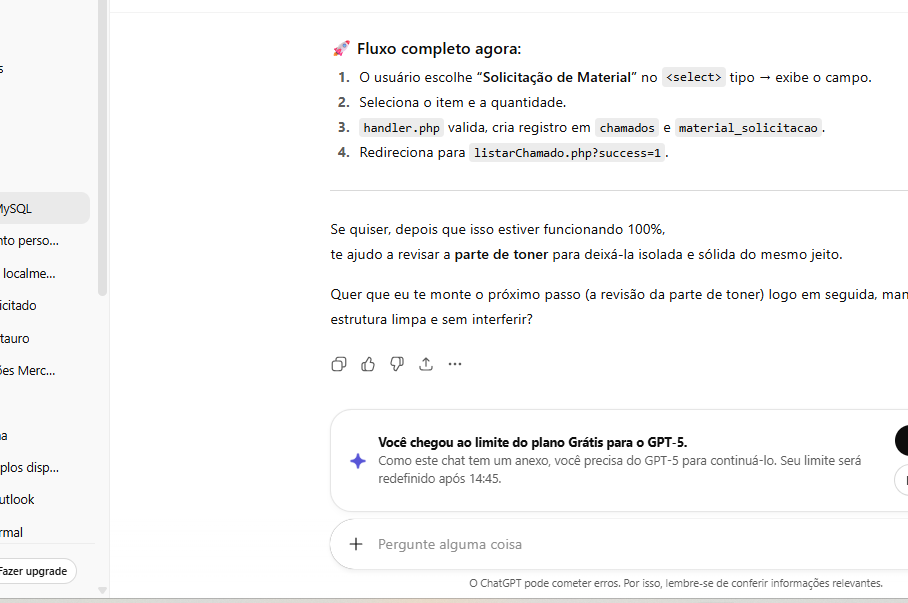 s
MySQL
nto perso...
localme...
icitado
tauro
ões Merc...
na
plos disp...
utlook
rmal
Fazer upgrade
🚀 Fluxo completo agora:
1. O usuário escolhe “Solicitação de Material” no <select> tipo → exibe o campo.
2. Seleciona o item e a quantidade.
3. handler.php valida, cria registro em chamados e material_solicitacao.
4. Redireciona para listarChamado.php?success=1.
Se quiser, depois que isso estiver funcionando 100%,
te ajudo a revisar a parte de toner para deixá-la isolada e sólida do mesmo jeito.
Quer que eu te monte o próximo passo (a revisão da parte de toner) logo em seguida, man
estrutura limpa e sem interferir?
Você chegou ao limite do plano Grátis para o GPT-5.
Como este chat tem um anexo, você precisa do GPT-5 para continuá-lo. Seu limite será
redefinido após 14:45.
Pergunte alguma coisa
O ChatGPT pode cometer erros. Por isso, lembre-se de conferir informações relevantes.